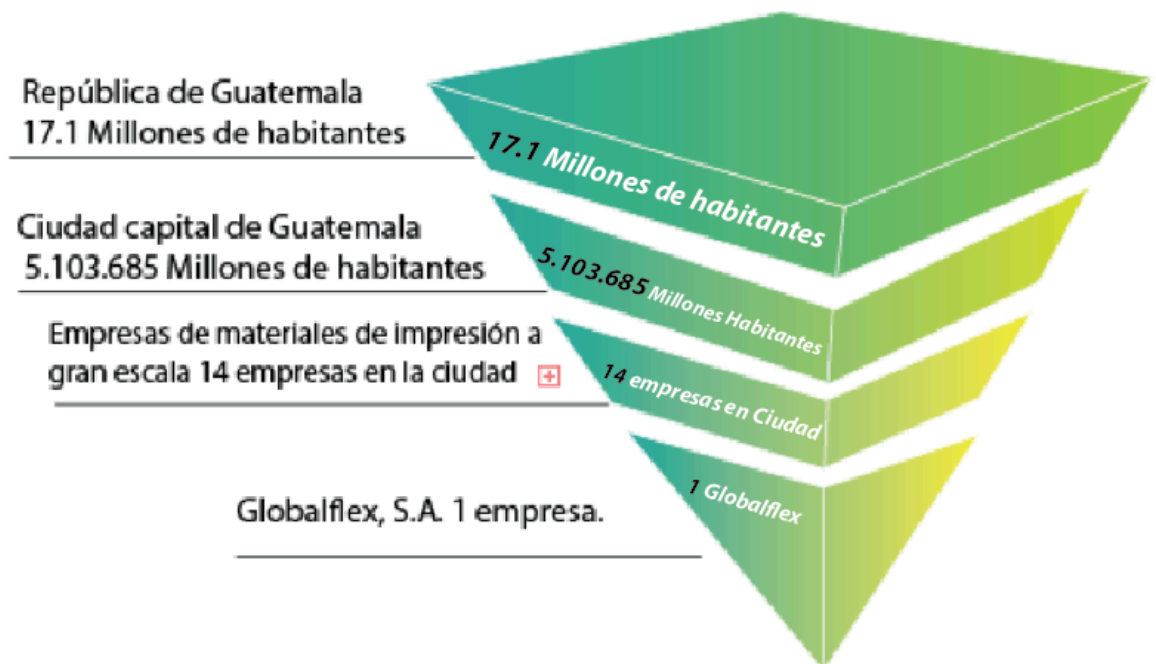 República de Guatemala
17.1 Millones de habitantes
17.1 Millones de habitantes
Ciudad capital de Guatemala
5.103.685 Millones de habitantes
5.103.685 Millones Habitantes
Empresas de materiales de impresión a
gran escala 14 empresas en la ciudad
14 empresas en Ciudad
Globalflex, S.A. 1 empresa.
1 Globalflex